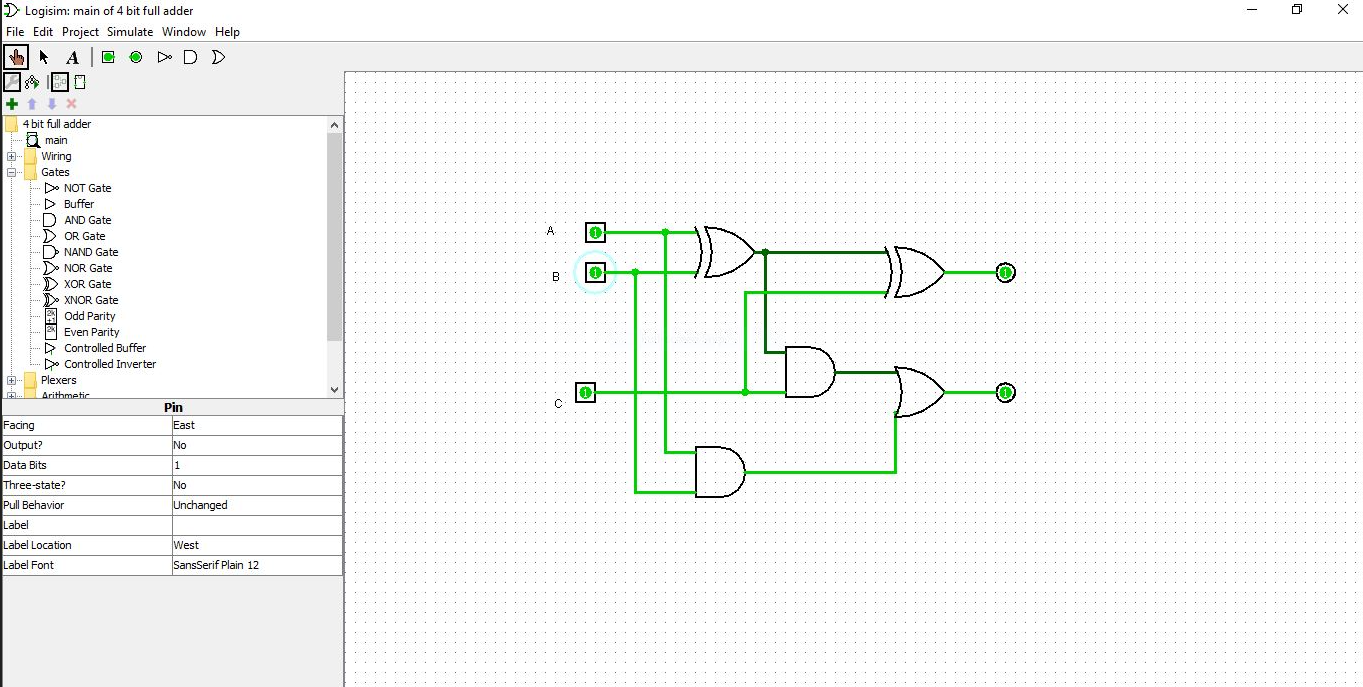 Logisim: main of 4 bit full adder
File Edit Project Simulate Window Help
A
4 bit full adder
main
Wiring
Gates
NOT Gate
Buffer
AND Gate
OR Gate
NAND Gate
NOR Gate
XOR Gate
XNOR Gate
2k+1 Odd Parity
2k Even Parity
Controlled Buffer
Controlled Inverter
Plexers
Arithmetic
Pin
Facing East
Output? No
Data Bits 1
Three-state? No
Pull Behavior Unchanged
Label
Label Location West
Label Font SansSerif Plain 12
A 1
B 1 1
C 1 1